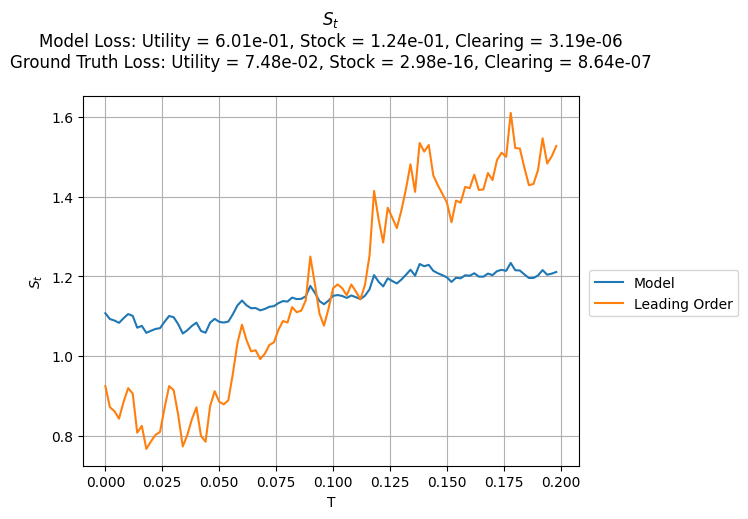 S_t
Model Loss: Utility = 6.01e-01, Stock = 1.24e-01, Clearing = 3.19e-06
Ground Truth Loss: Utility = 7.48e-02, Stock = 2.98e-16, Clearing = 8.64e-07
1.6
1.4
1.2
1.0
0.8
S_t
0.000 0.025 0.050 0.075 0.100 0.125 0.150 0.175 0.200
T
Model
Leading Order